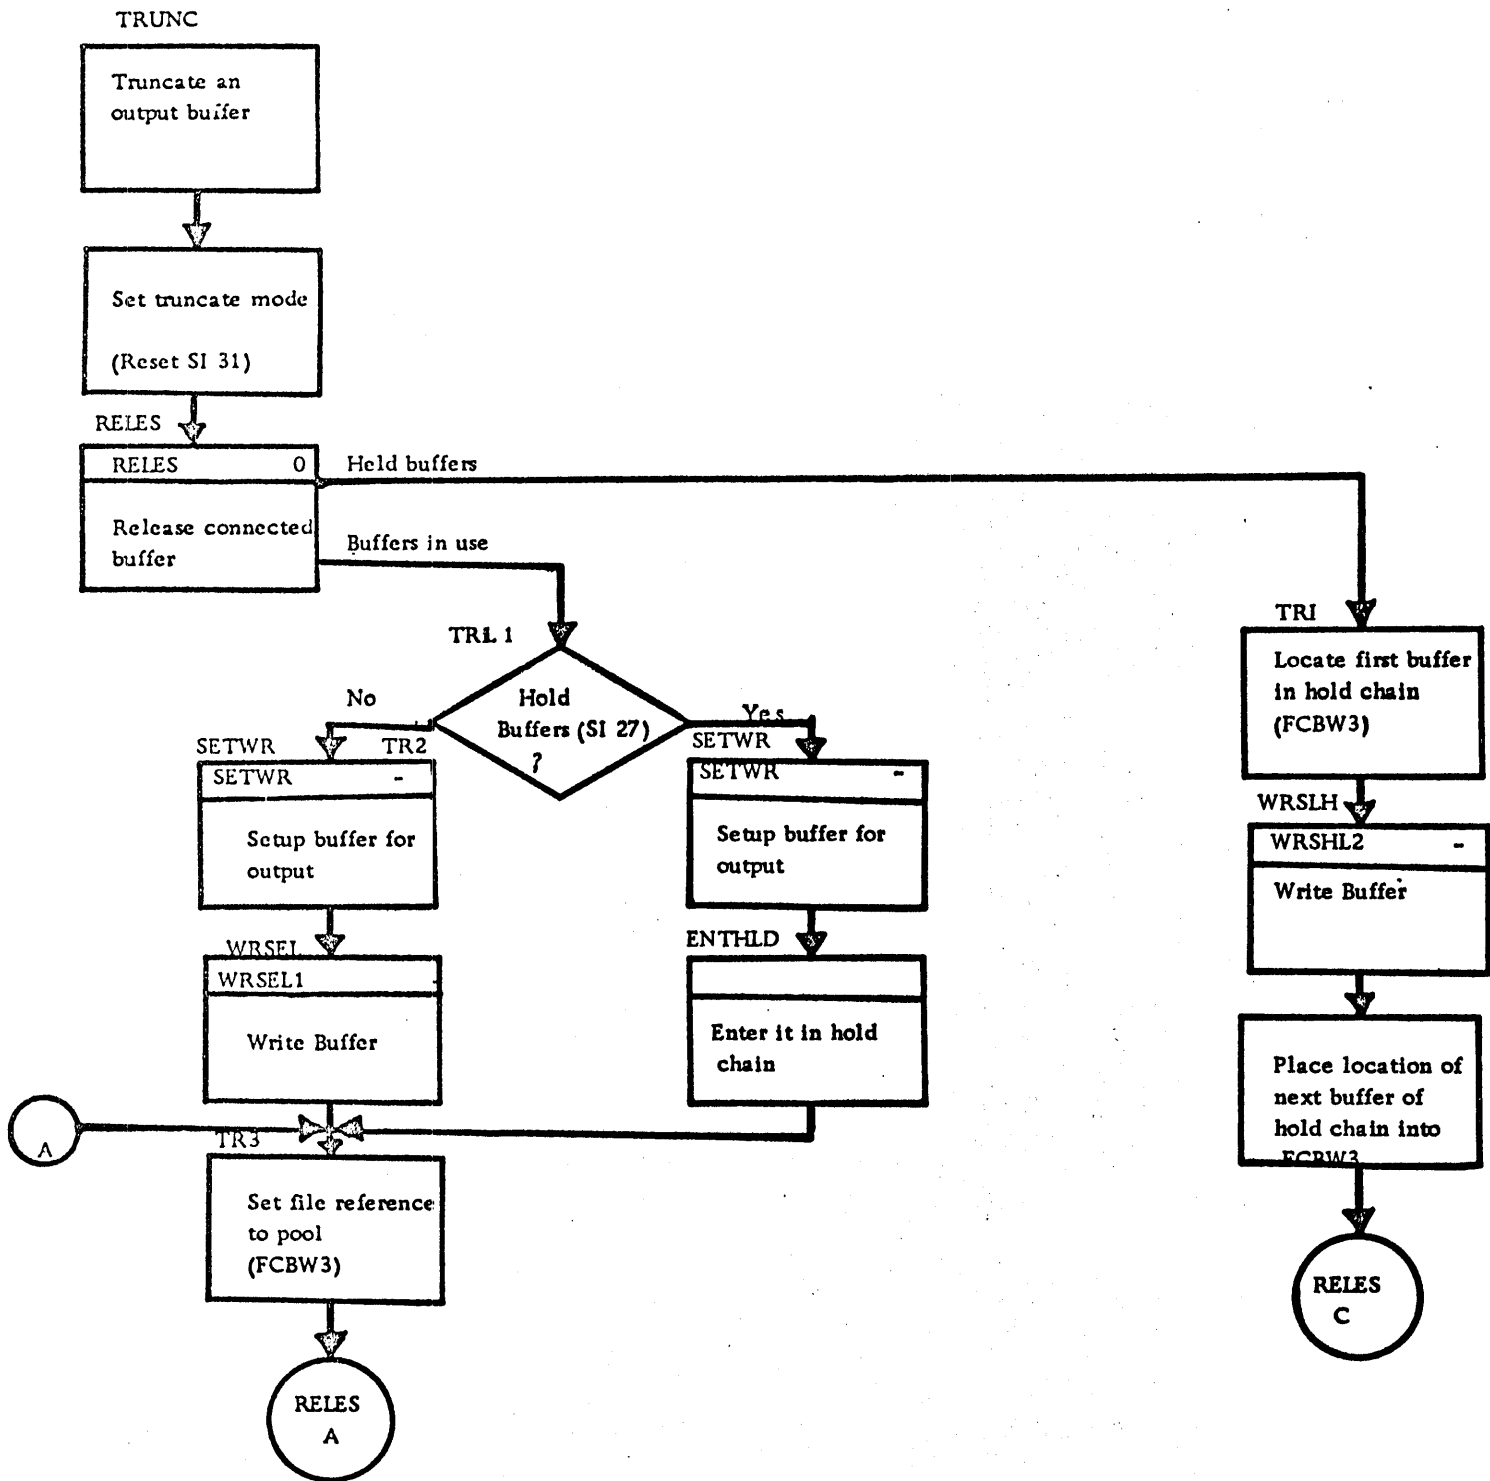 TRUNC
Truncate an
output buffer
Set truncate mode
(Reset SI 31)
RELES
RELES 0
Held buffers
Release connected
buffer
Buffers in use
TRL 1
Hold
Buffers (SI 27)
?
No
Yes
SETWR TR2
SETWR -
Setup buffer for
output
SETWR
SETWR -
Setup buffer for
output
WRSEL
WRSEL1 -
Write Buffer
ENTHLD
Enter it in hold
chain
A
TR3
Set file reference
to pool
(FCBW3)
RELES
A
TRI
Locate first buffer
in hold chain
(FCBW3)
WRSLH
WRSHL2 -
Write Buffer
Place location of
next buffer of
hold chain into
FCBW3
RELES
C